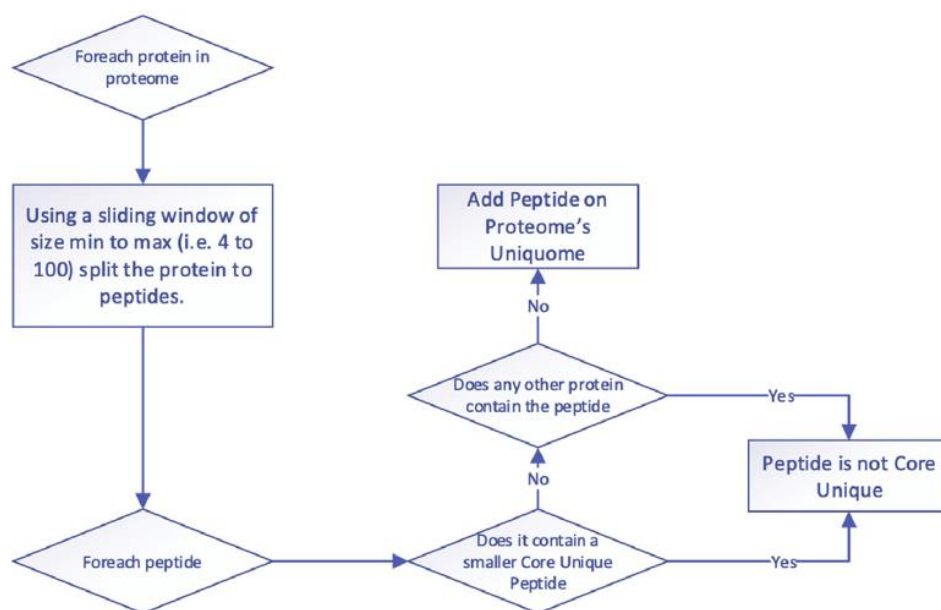 Foreach protein in
proteome
Using a sliding window of
size min to max (i.e. 4 to
100) split the protein to
peptides.
Add Peptide on
Proteome's
Uniquome
No
Does any other protein
contain the peptide
Yes
Peptide is not Core
Unique
No
Foreach peptide
Does it contain a
smaller Core Unique
Peptide
Yes